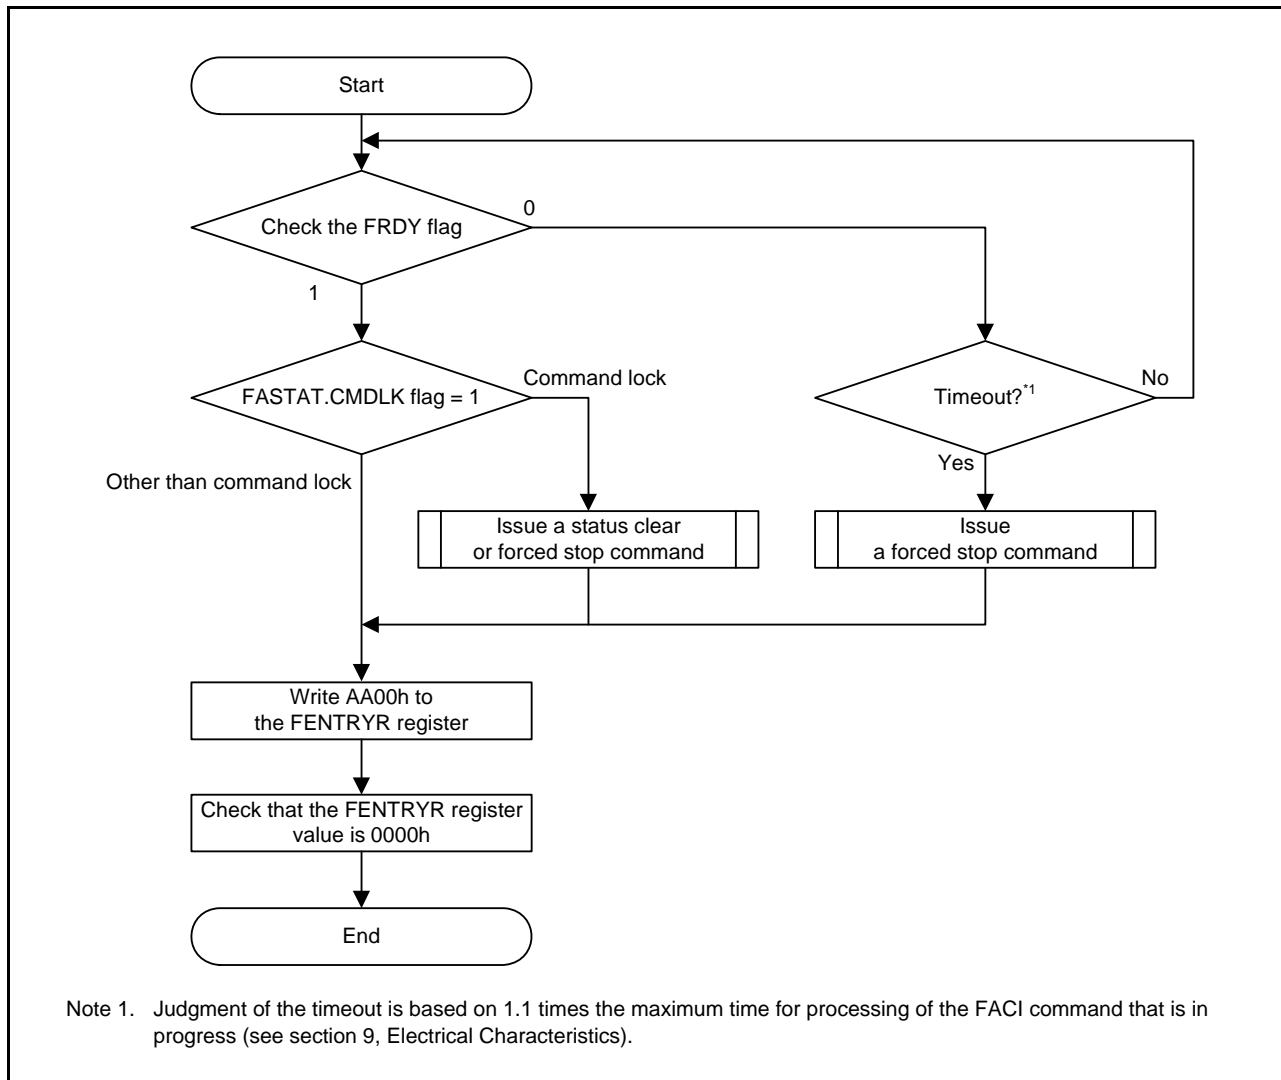 Start
Check the FRDY flag
0
1
FASTAT.CMDLK flag = 1
Command lock
Timeout?*1
No
Yes
Other than command lock
Issue a status clear
or forced stop command
Issue
a forced stop command
Write AA00h to
the FENTRYR register
Check that the FENTRYR register
value is 0000h
End
Note 1. Judgment of the timeout is based on 1.1 times the maximum time for processing of the FACI command that is in
progress (see section 9, Electrical Characteristics).